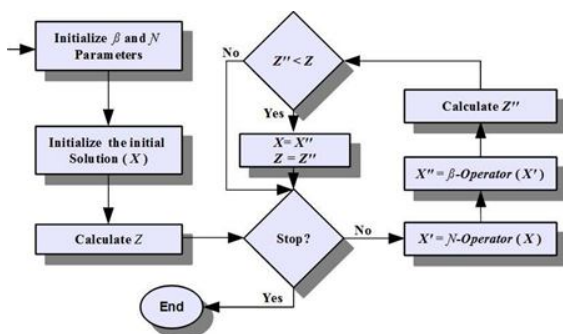 Initialize β and N
Parameters
Initialize the initial
Solution (X)
Calculate Z
Stop?
No
Yes
End
X' = N-Operator (X)
X'' = β-Operator (X')
Calculate Z''
Z'' < Z
No
Yes
X= X''
Z = Z''